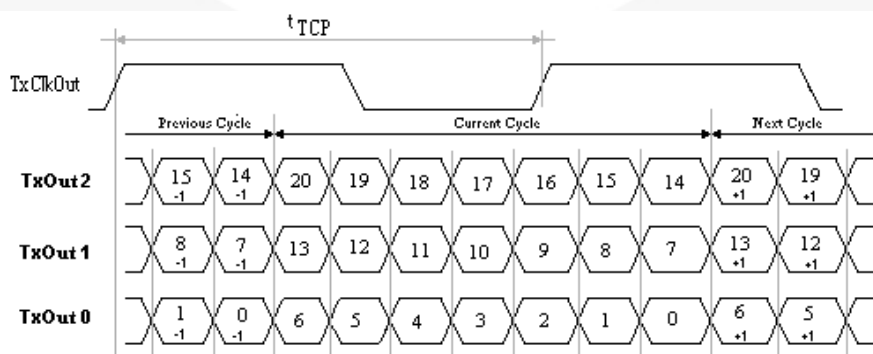 t TCP
TxClkOut
Previous Cycle Current Cycle Next Cycle
TxOut 2 15 14 20 19 18 17 16 15 14 20 19
-1 -1 +1 +1
TxOut 1 8 7 13 12 11 10 9 8 7 13 12
-1 -1 +1 +1
TxOut 0 1 0 6 5 4 3 2 1 0 6 5
-1 -1 +1 +1